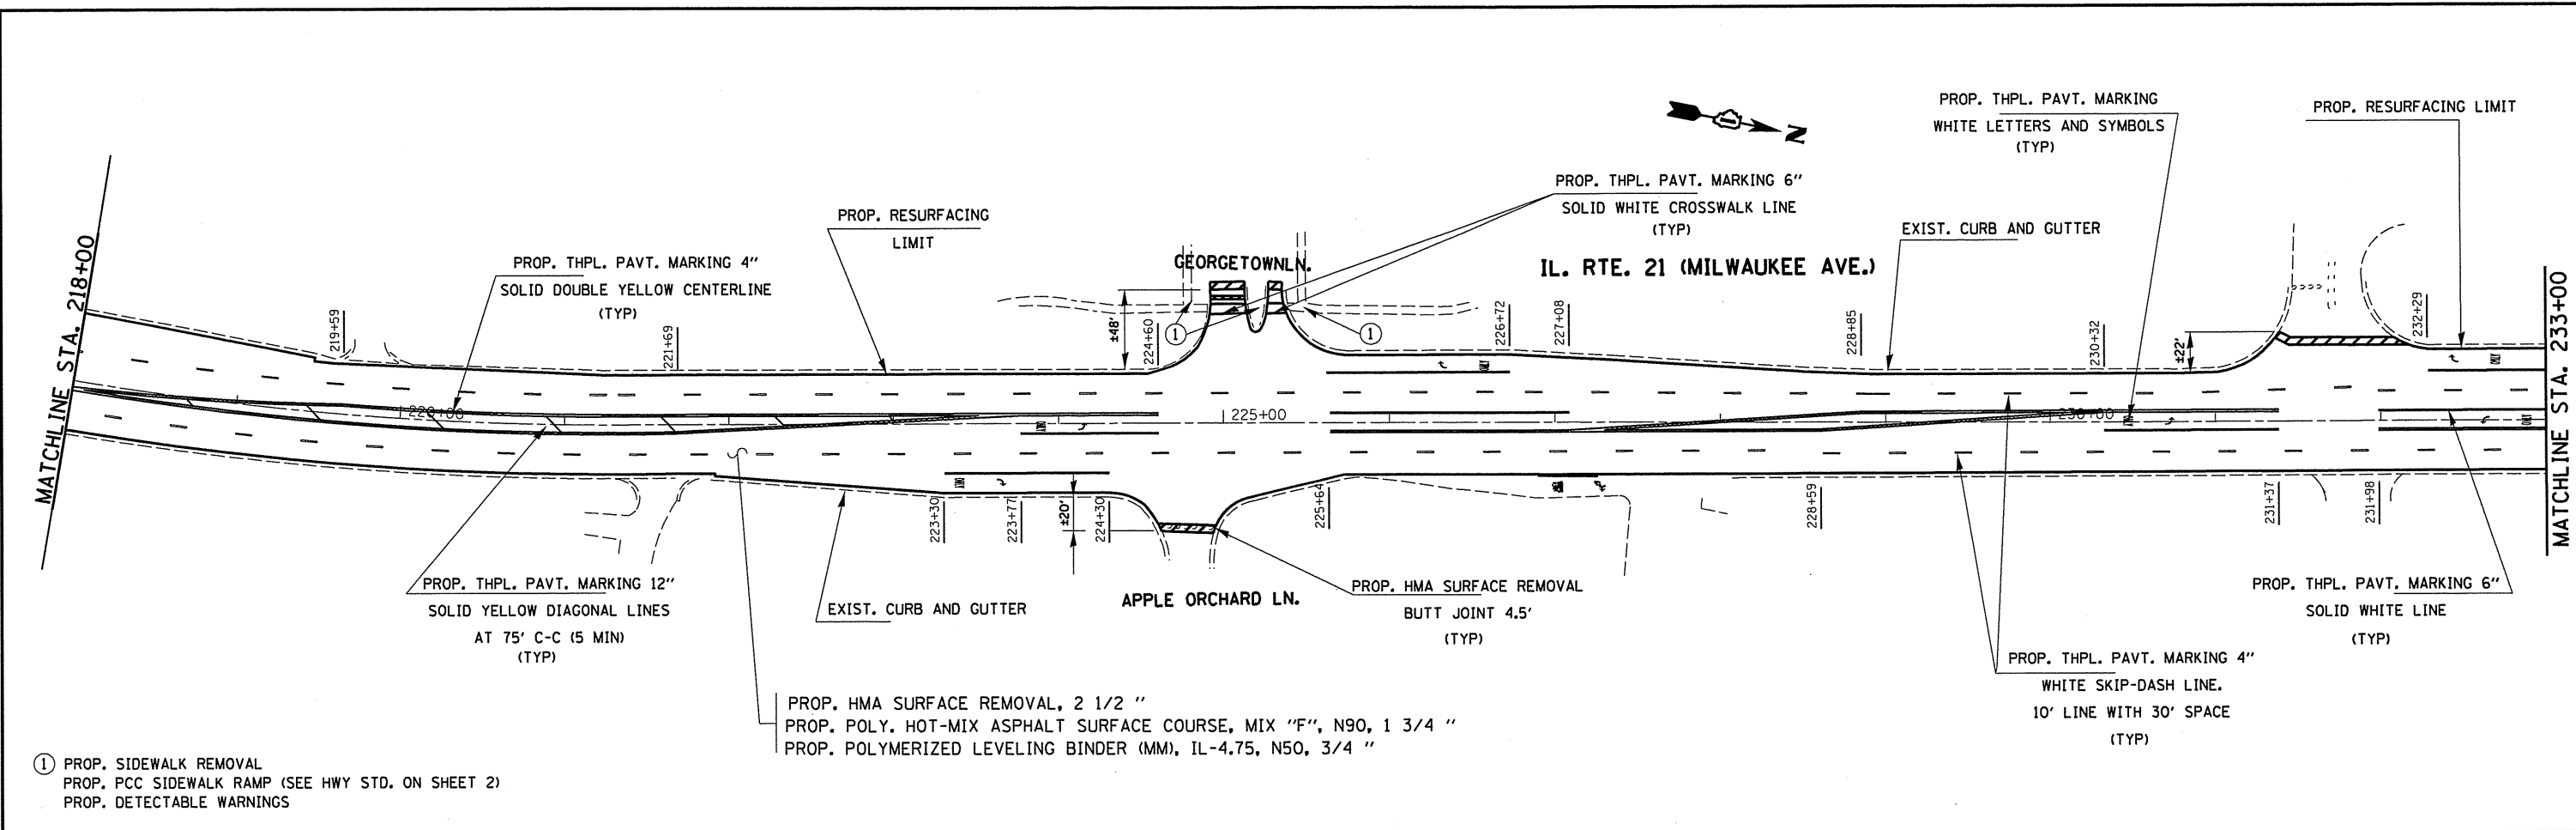 PROP. THPL. PAVT. MARKING
WHITE LETTERS AND SYMBOLS
(TYP)
PROP. RESURFACING LIMIT
N
PROP. THPL. PAVT. MARKING 6"
SOLID WHITE CROSSWALK LINE
(TYP)
PROP. RESURFACING
LIMIT
EXIST. CURB AND GUTTER
GEORGETOWN LN.
IL. RTE. 21 (MILWAUKEE AVE.)
PROP. THPL. PAVT. MARKING 4"
SOLID DOUBLE YELLOW CENTERLINE
(TYP)
MATCHLINE STA. 218+00
MATCHLINE STA. 233+00
219+59
221+69
±48'
224+60
1
1
226+72
227+08
228+85
230+32
±22'
232+29
ONLY
ONLY
220+00
225+00
230+00
ONLY
ONLY
ONLY
ONLY
223+30
223+77
±20'
224+30
225+64
228+59
231+37
231+98
PROP. THPL. PAVT. MARKING 12"
SOLID YELLOW DIAGONAL LINES
AT 75' C-C (5 MIN)
(TYP)
EXIST. CURB AND GUTTER
APPLE ORCHARD LN.
PROP. HMA SURFACE REMOVAL
BUTT JOINT 4.5'
(TYP)
PROP. THPL. PAVT. MARKING 6"
SOLID WHITE LINE
(TYP)
PROP. THPL. PAVT. MARKING 4"
WHITE SKIP-DASH LINE.
10' LINE WITH 30' SPACE
(TYP)
PROP. HMA SURFACE REMOVAL, 2 1/2 "
PROP. POLY. HOT-MIX ASPHALT SURFACE COURSE, MIX "F", N90, 1 3/4 "
PROP. POLYMERIZED LEVELING BINDER (MM), IL-4.75, N50, 3/4 "
1 PROP. SIDEWALK REMOVAL
PROP. PCC SIDEWALK RAMP (SEE HWY STD. ON SHEET 2)
PROP. DETECTABLE WARNINGS